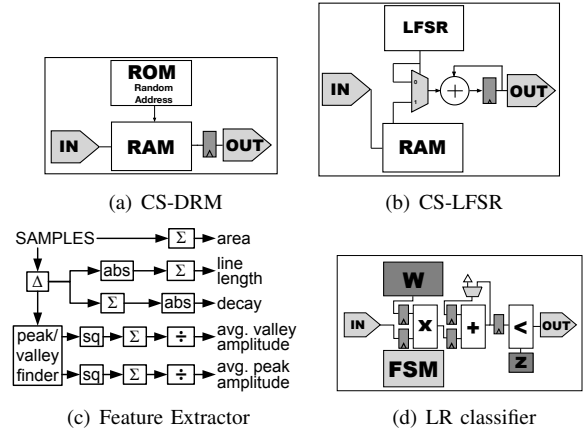 ROM
Random
Address
IN
RAM
OUT
(a) CS-DRM
LFSR
IN
0
1
+
OUT
RAM
(b) CS-LFSR
SAMPLES
Σ
area
Δ
abs
Σ
line
length
Σ
abs
decay
peak/
valley
finder
sq
Σ
÷
avg. valley
amplitude
sq
Σ
÷
avg. peak
amplitude
(c) Feature Extractor
W
IN
x
+
<
OUT
FSM
Z
(d) LR classifier